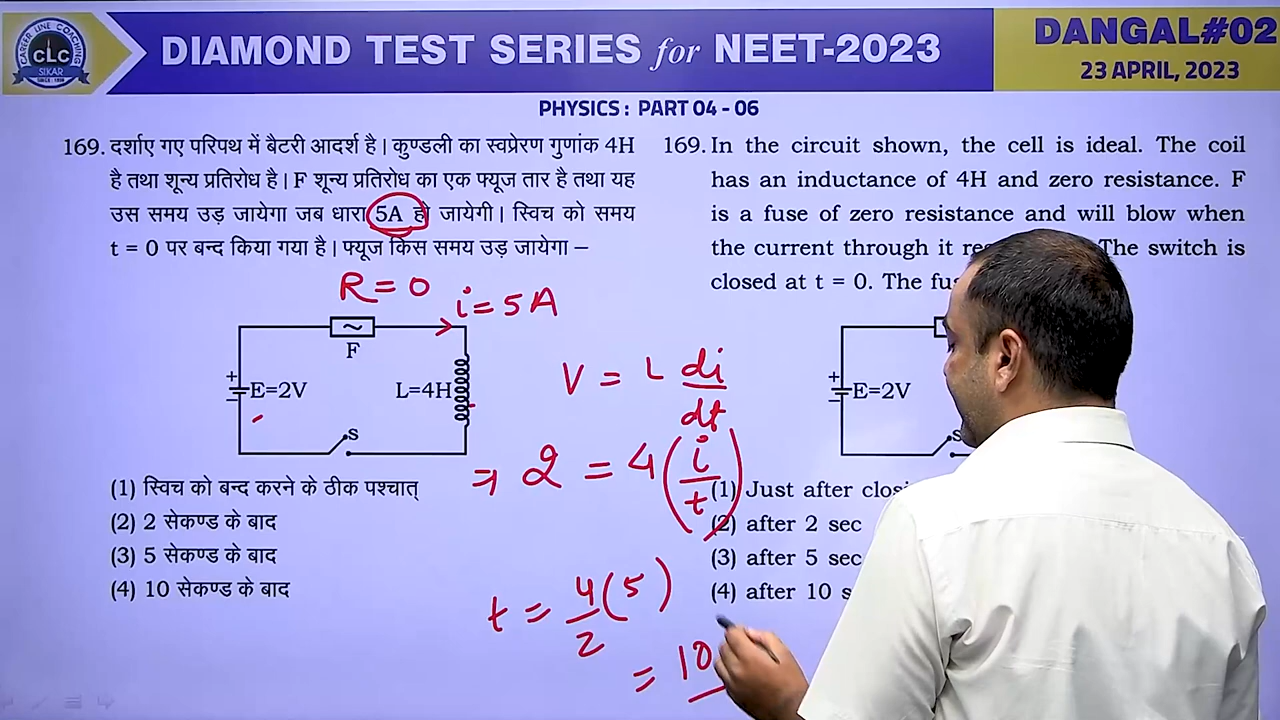 CAREER LINE COACHING
CLC
SIKAR
SINCE : 1996
DIAMOND TEST SERIES for NEET-2023
DANGAL#02
23 APRIL, 2023
PHYSICS : PART 04 - 06
169. दर्शाए गए परिपथ में बैटरी आदर्श है। कुण्डली का स्वप्रेरण गुणांक 4H
है तथा शून्य प्रतिरोध है। F शून्य प्रतिरोध का एक फ्यूज तार है तथा यह
उस समय उड़ जायेगा जब धारा 5A हो जायेगी। स्विच को समय
t = 0 पर बन्द किया गया है। फ्यूज किस समय उड़ जायेगा –
R = 0
i = 5 A
F
E=2V
L=4H
s
(1) स्विच को बन्द करने के ठीक पश्चात्
(2) 2 सेकण्ड के बाद
(3) 5 सेकण्ड के बाद
(4) 10 सेकण्ड के बाद
V = L di/dt
⇒ 2 = 4 (i/t)
t = 4/2 (5)
= 10
169. In the circuit shown, the cell is ideal. The coil
has an inductance of 4H and zero resistance. F
is a fuse of zero resistance and will blow when
the current through it The switch is
closed at t = 0. The
E=2V
s
(1) Just after
(2) after 2 sec
(3) after 5 sec
(4) after 10